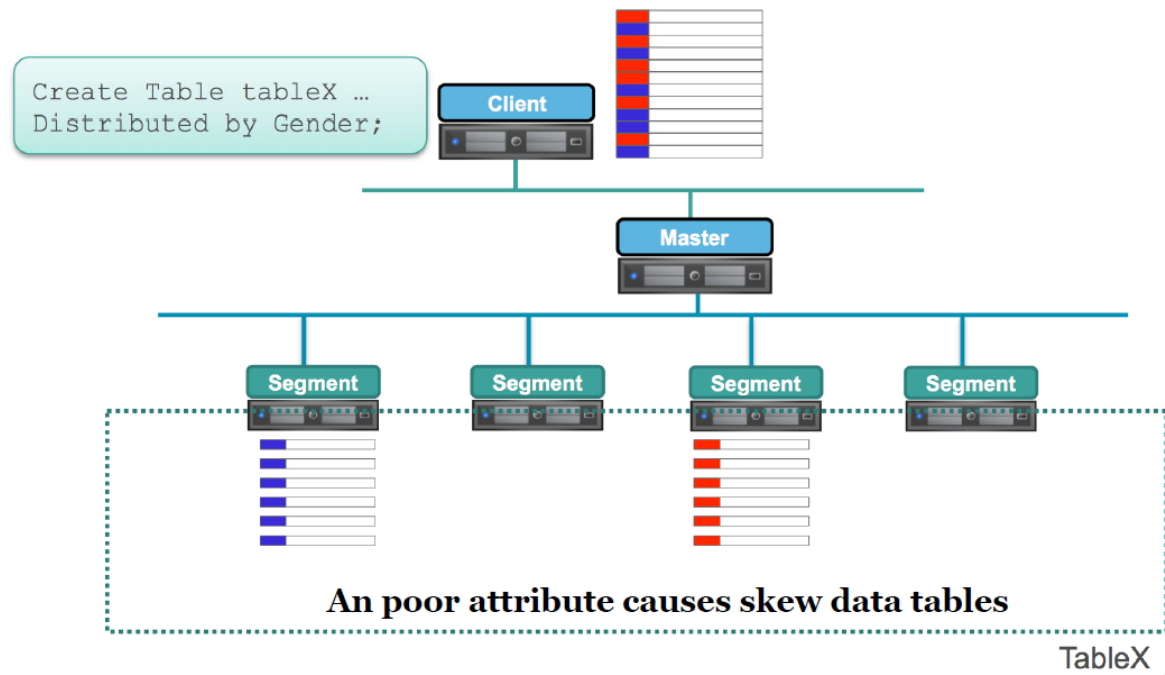 Create Table tableX …
Distributed by Gender;
Client
Master
Segment
Segment
Segment
Segment
An poor attribute causes skew data tables
TableX